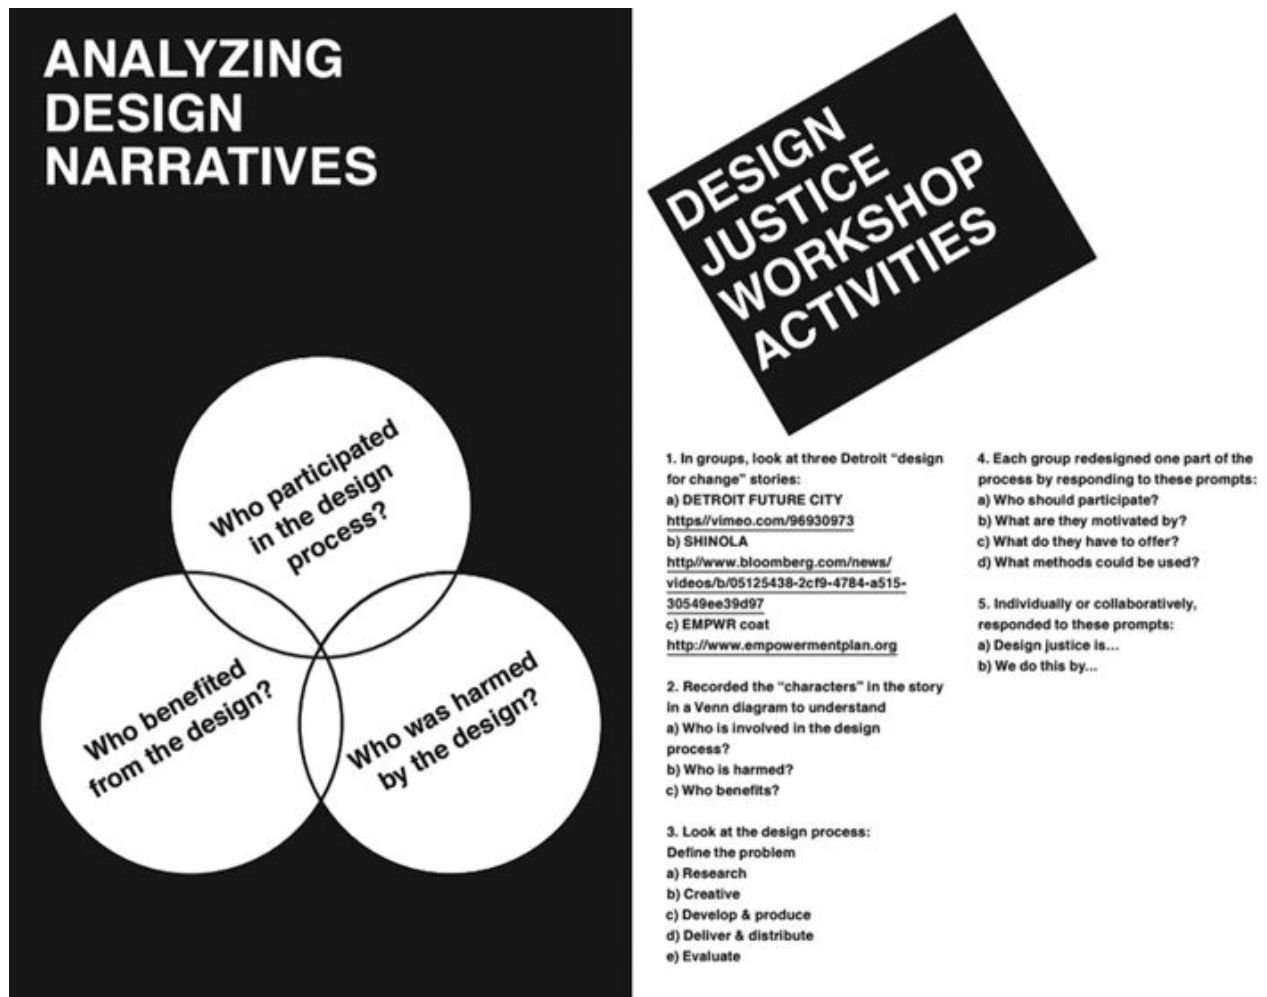 ANALYZING
DESIGN
NARRATIVES
Who participated
in the design
process?
Who benefited
from the design?
Who was harmed
by the design?
DESIGN
JUSTICE
WORKSHOP
ACTIVITIES
1. In groups, look at three Detroit “design
for change” stories:
a) DETROIT FUTURE CITY
https//vimeo.com/96930973
b) SHINOLA
http//www.bloomberg.com/news/
videos/b/05125438-2cf9-4784-a515-
30549ee39d97
c) EMPWR coat
http://www.empowermentplan.org
2. Recorded the “characters” in the story
in a Venn diagram to understand
a) Who is involved in the design
process?
b) Who is harmed?
c) Who benefits?
3. Look at the design process:
Define the problem
a) Research
b) Creative
c) Develop & produce
d) Deliver & distribute
e) Evaluate
4. Each group redesigned one part of the
process by responding to these prompts:
a) Who should participate?
b) What are they motivated by?
c) What do they have to offer?
d) What methods could be used?
5. Individually or collaboratively,
responded to these prompts:
a) Design justice is...
b) We do this by...